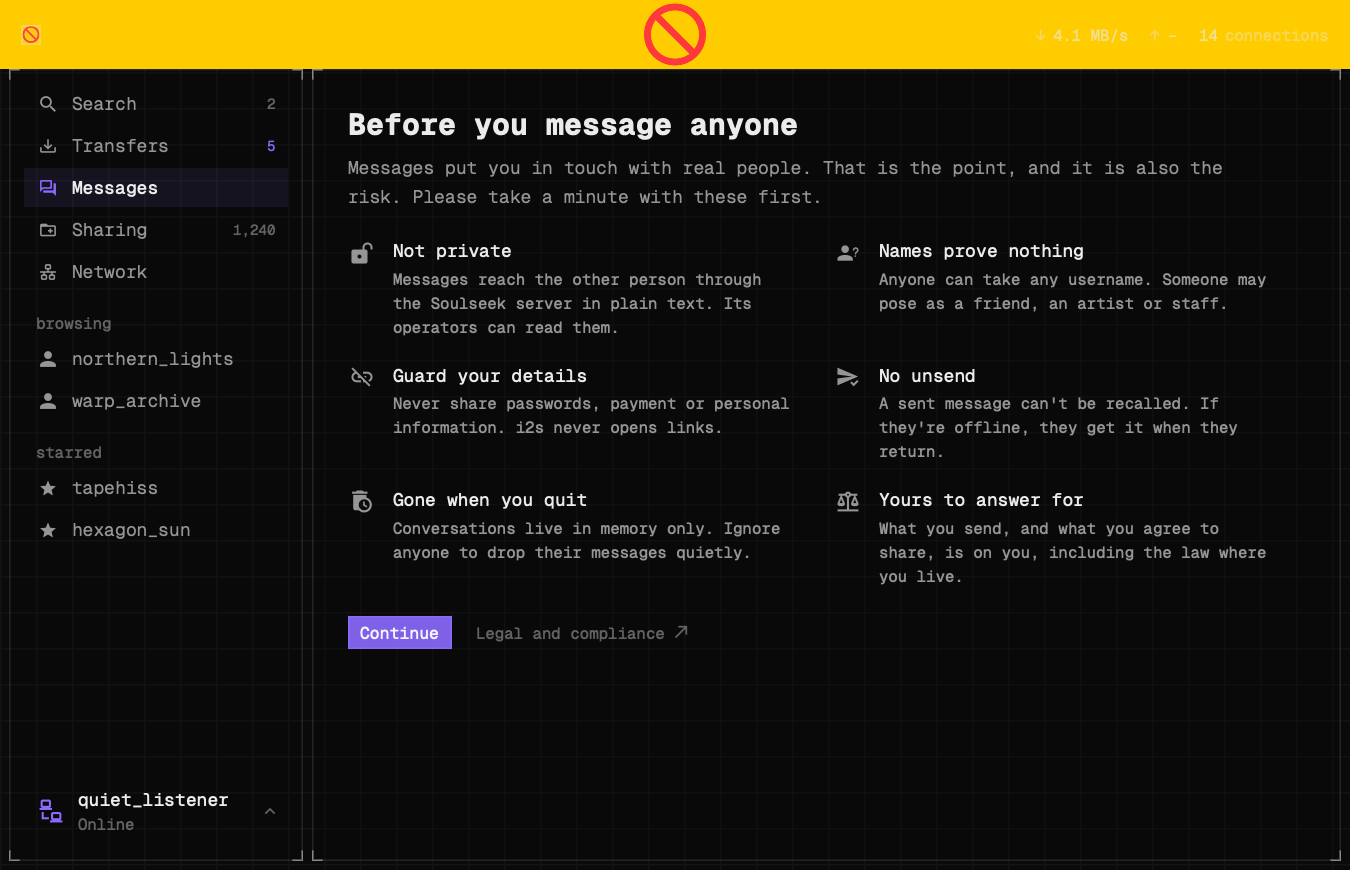 ↓ 4.1 MB/s ↑ – 14 connections
Search 2
Transfers 5
Messages
Sharing 1,240
Network
browsing
northern_lights
warp_archive
starred
tapehiss
hexagon_sun
quiet_listener
Online
Before you message anyone
Messages put you in touch with real people. That is the point, and it is also the
risk. Please take a minute with these first.
Not private
Messages reach the other person through
the Soulseek server in plain text. Its
operators can read them.
Names prove nothing
Anyone can take any username. Someone may
pose as a friend, an artist or staff.
Guard your details
Never share passwords, payment or personal
information. i2s never opens links.
No unsend
A sent message can't be recalled. If
they're offline, they get it when they
return.
Gone when you quit
Conversations live in memory only. Ignore
anyone to drop their messages quietly.
Yours to answer for
What you send, and what you agree to
share, is on you, including the law where
you live.
Continue
Legal and compliance